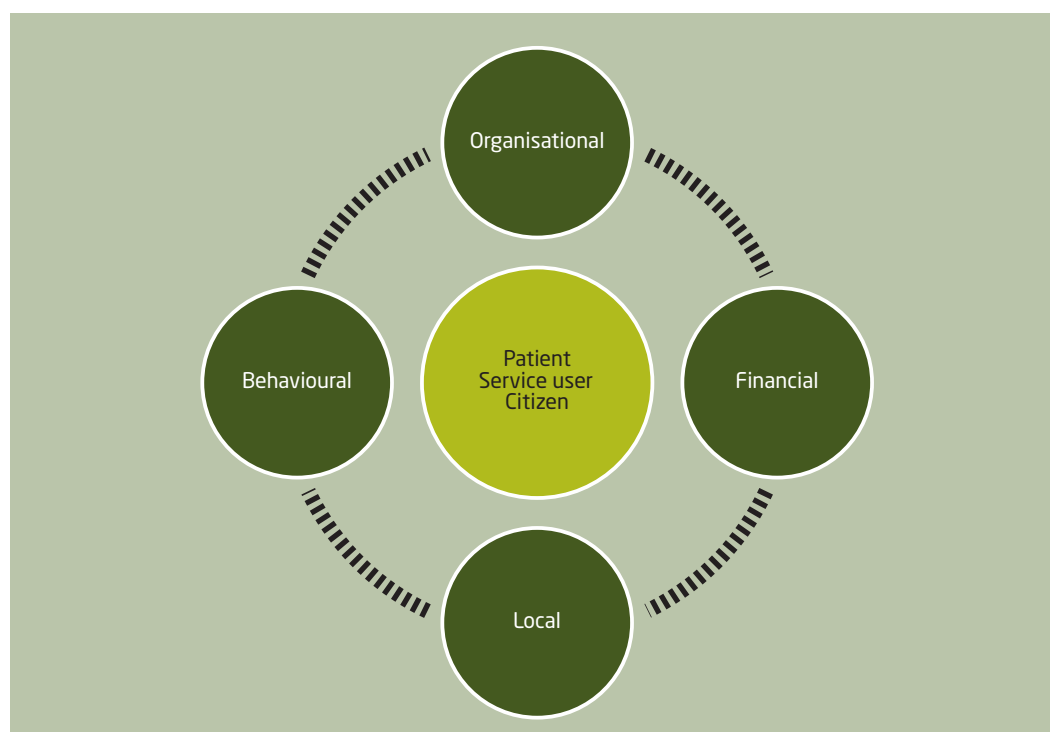 Organisational
Behavioural
Patient
Service user
Citizen
Financial
Local